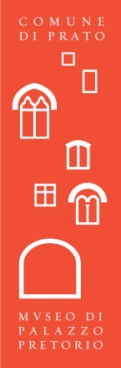 COMUNE
DI PRATO
MVSEO DI
PALAZZO
PRETORIO